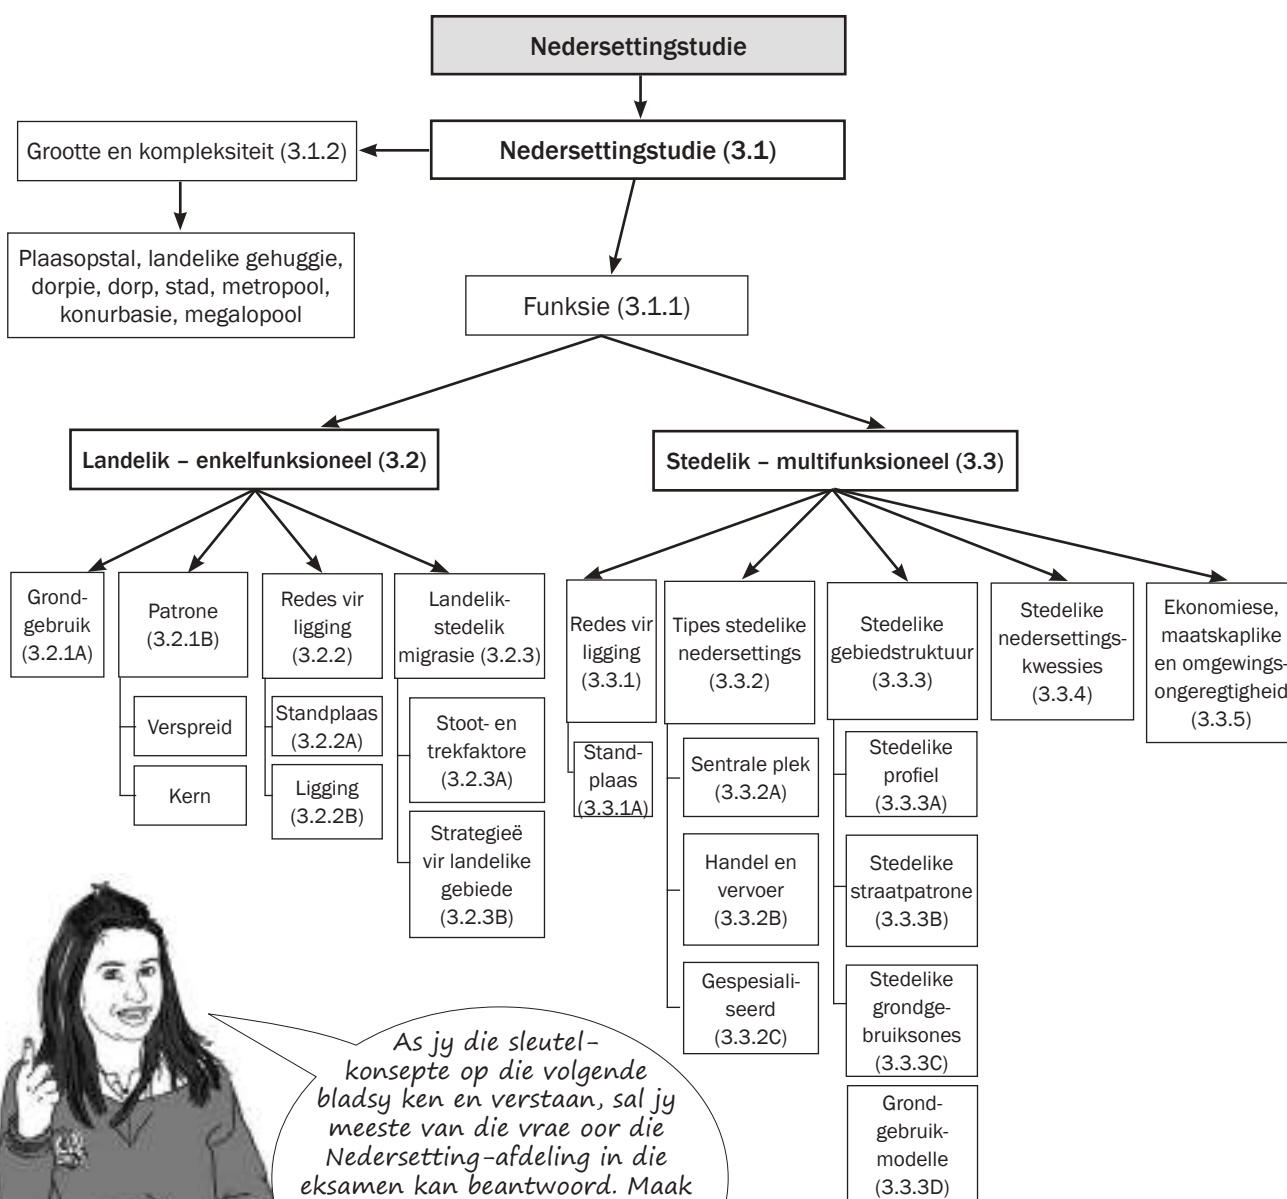 Nedersettingstudie
Nedersettingstudie (3.1)
Grootte en kompleksiteit (3.1.2)
Plaasopstal, landelike gehuggie,
dorpie, dorp, stad, metropool,
konurbasie, megalopool
Funksie (3.1.1)
Landelik – enkelfunksioneel (3.2)
Stedelik – multifunksioneel (3.3)
Grond-
gebruik
(3.2.1A)
Patrone
(3.2.1B)
Verspreid
Kern
Redes vir
ligging
(3.2.2)
Standplaas
(3.2.2A)
Ligging
(3.2.2B)
Landelik-
stedelik
migrasie (3.2.3)
Stoot- en
trekfaktore
(3.2.3A)
Strategieë
vir landelike
gebiede
(3.2.3B)
Redes vir
ligging
(3.3.1)
Stand-
plaas
(3.3.1A)
Tipes stedelike
nedersettings
(3.3.2)
Sentrale plek
(3.3.2A)
Handel en
vervoer
(3.3.2B)
Gespesiali-
seerd
(3.3.2C)
Stedelike
gebiedstruktuur
(3.3.3)
Stedelike
profiel
(3.3.3A)
Stedelike
straatpatrone
(3.3.3B)
Stedelike
grondge-
bruiksones
(3.3.3C)
Grond-
gebruik-
modelle
(3.3.3D)
Stedelike
nedersettings-
kwessies
(3.3.4)
Ekonomiese,
maatskaplike
en omgewings-
ongeregtigheid
(3.3.5)
As jy die sleutel-
konsepte op die volgende
bladsy ken en verstaan, sal jy
meeste van die vrae oor die
Nedersetting-afdeling in die
eksamen kan beantwoord. Maak